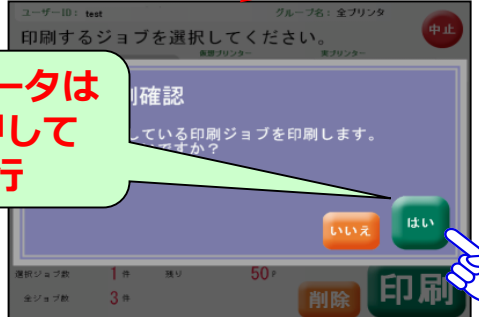 ユーザーID： test
グループ名： 全プリンタ
印刷するジョブを選択してください。
中止
仮想プリンター
実プリンター
ータは
押して
行
刷確認
している印刷ジョブを印刷します。
ですか？
いいえ
はい
選択ジョブ数 1件 残り 50P
全ジョブ数 3件
削除
印刷